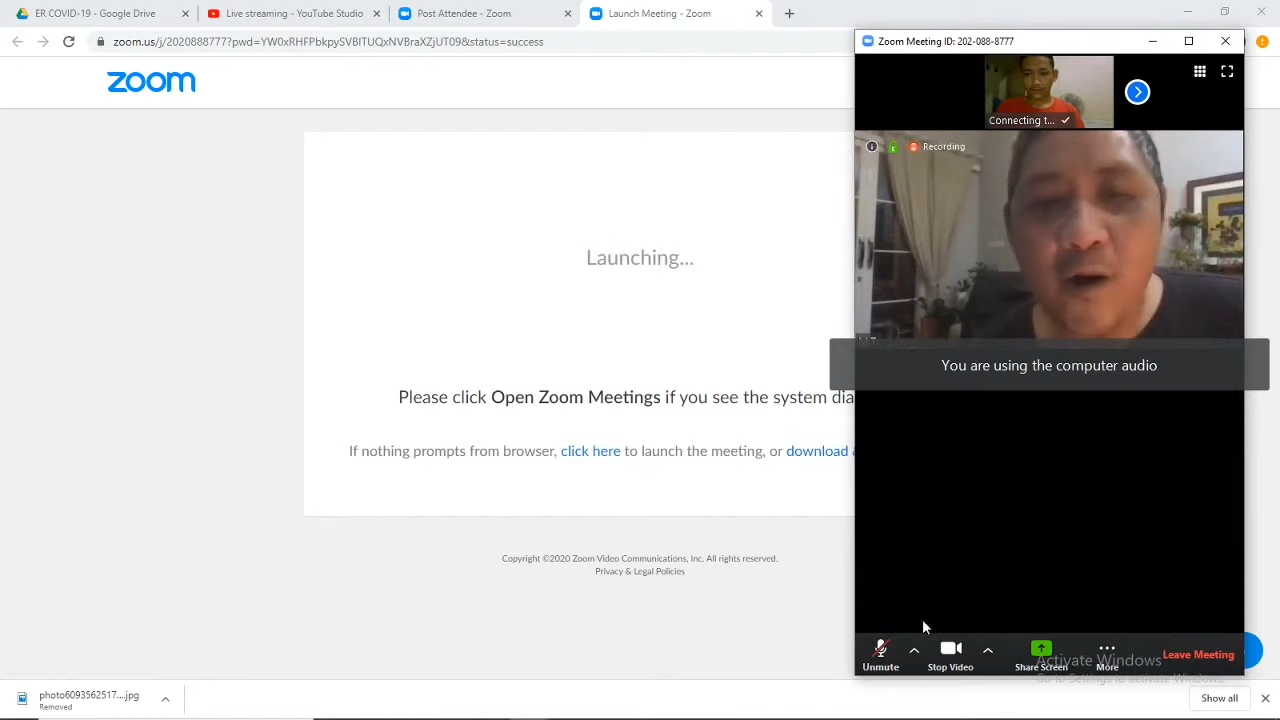 ER COVID-19 - Google Drive
Live streaming - YouTube Studio
Post Attendee - Zoom
Launch Meeting - Zoom
zoom.us/j/2020888777?pwd=YW0xRHFPbkpySVBITUQxNVBraXZjUT09&status=success
Zoom Meeting ID: 202-088-8777
zoom
Connecting t...
Recording
Launching...
You are using the computer audio
Please click Open Zoom Meetings if you see the system dia
If nothing prompts from browser, click here to launch the meeting, or download &
Copyright ©2020 Zoom Video Communications, Inc. All rights reserved.
Privacy & Legal Policies
Unmute
Stop Video
Share Screen
More
Leave Meeting
Activate Windows
Go to Settings to activate Windows.
photo6093562517....jpg
Removed
Show all